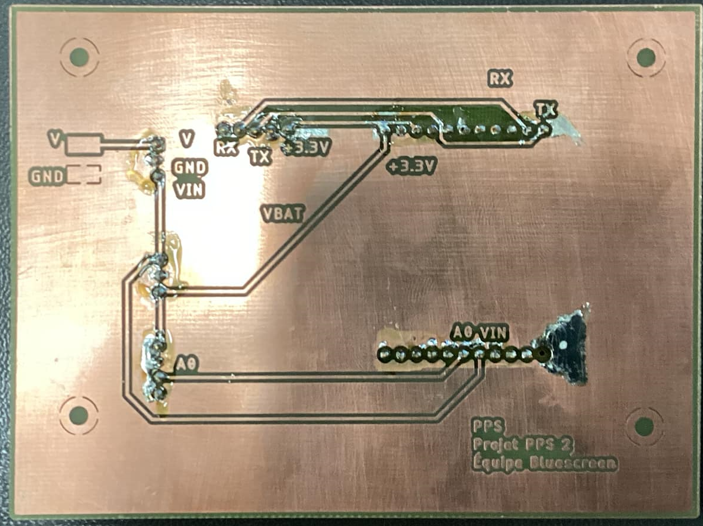 RX
TX
V
V
RX
TX
+3.3V
GND
GND
VIN
+3.3V
VBAT
A0
VIN
A0
PPS
Projet PPS 2
Équipe Bluescreen